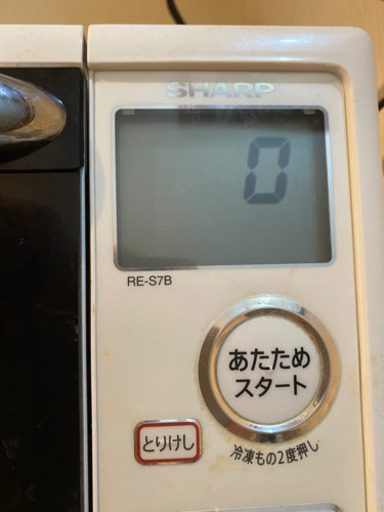 SHARP
0
RE-S7B
あたため
スタート
とりけし
冷凍もの2度押し